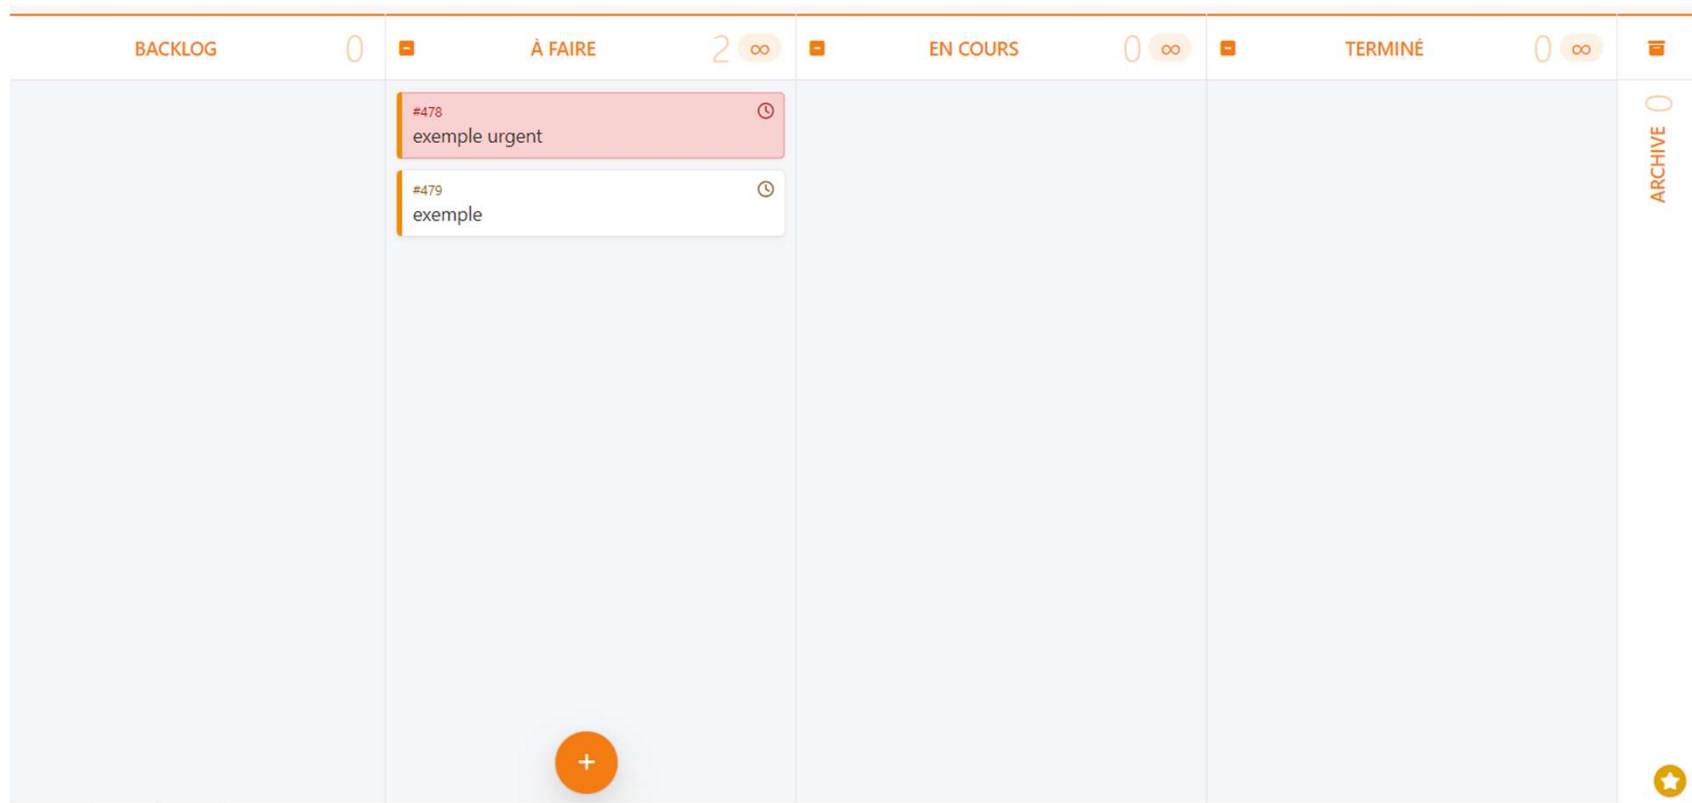 BACKLOG 0
À FAIRE 2 ∞
EN COURS 0 ∞
TERMINÉ 0 ∞
#478
exemple urgent
#479
exemple
ARCHIVE 0
+